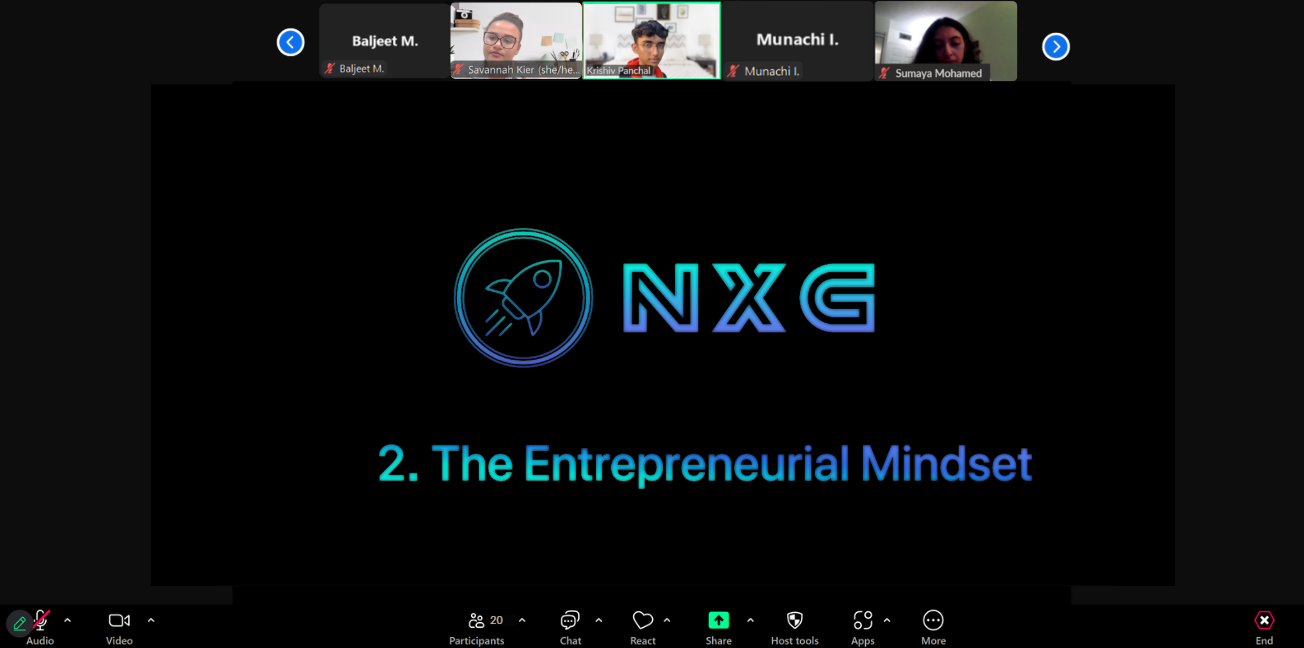 Baljeet M.
Baljeet M.
Savannah Kier (she/he...
Krishiv Panchal
Munachi I.
Munachi I.
Sumaya Mohamed
NXG
2. The Entrepreneurial Mindset
Audio
Video
20
Participants
Chat
React
Share
Host tools
Apps
More
End